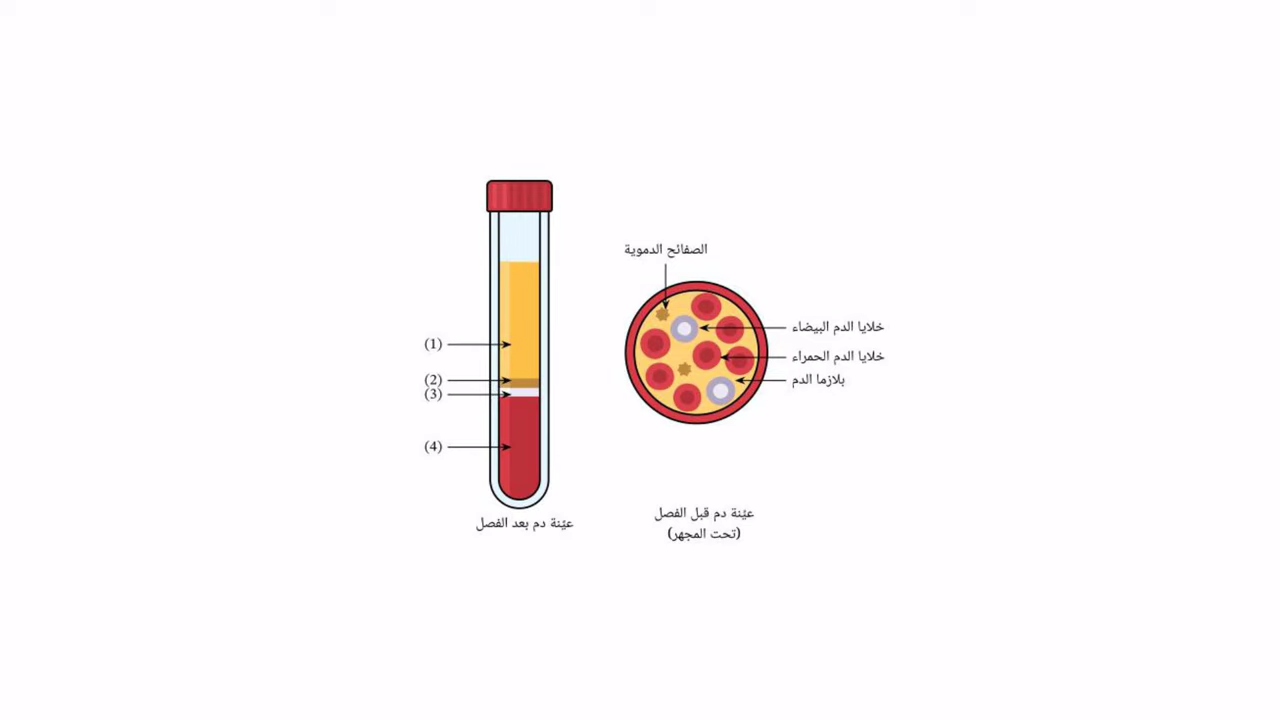 الصفائح الدموية
خلايا الدم البيضاء
(1)
خلايا الدم الحمراء
(2)
بلازما الدم
(3)
(4)
عيّنة دم قبل الفصل
(تحت المجهر)
عيّنة دم بعد الفصل